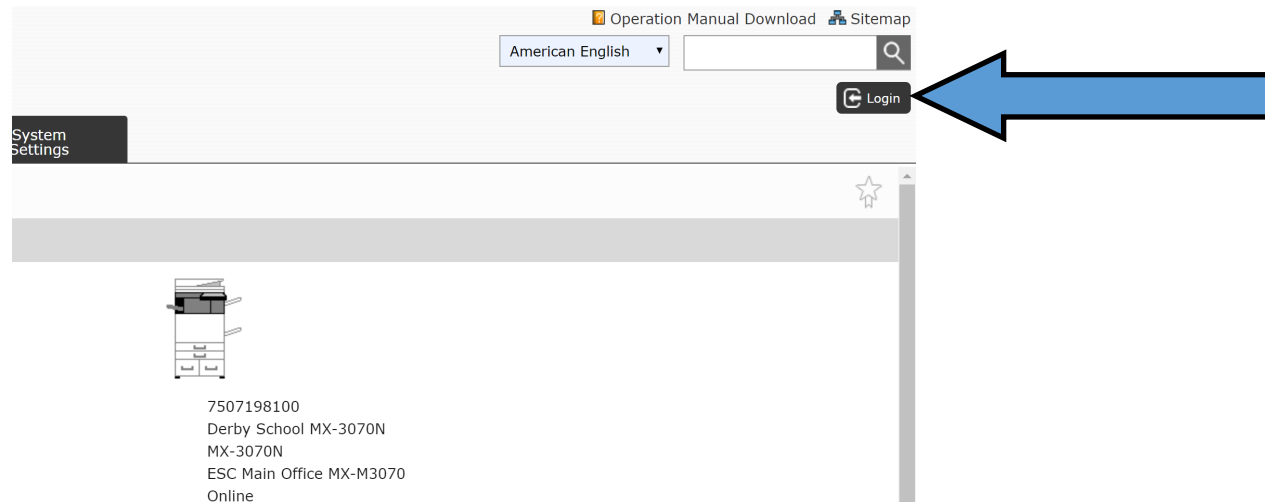 Operation Manual Download Sitemap
American English
Login
System
Settings
7507198100
Derby School MX-3070N
MX-3070N
ESC Main Office MX-M3070
Online